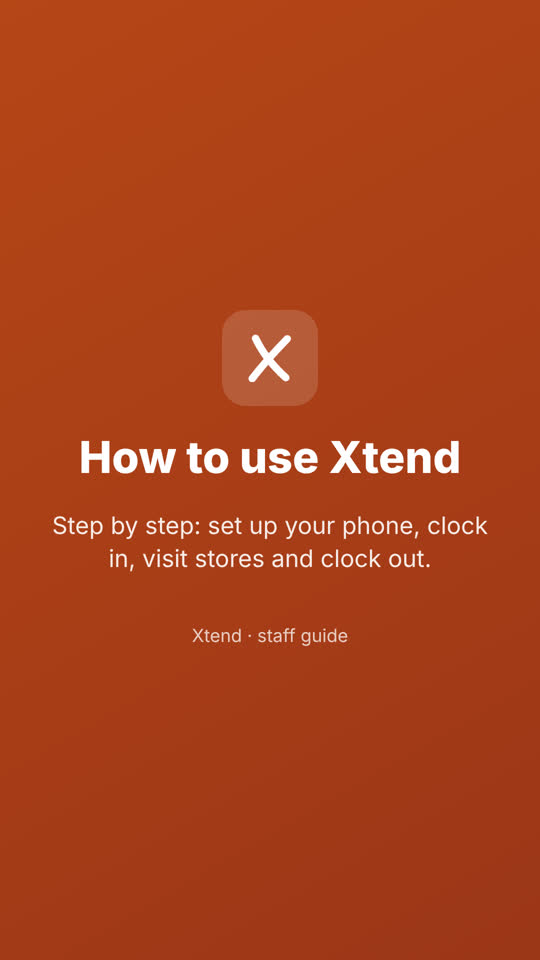 X
How to use Xtend
Step by step: set up your phone, clock
in, visit stores and clock out.
Xtend · staff guide